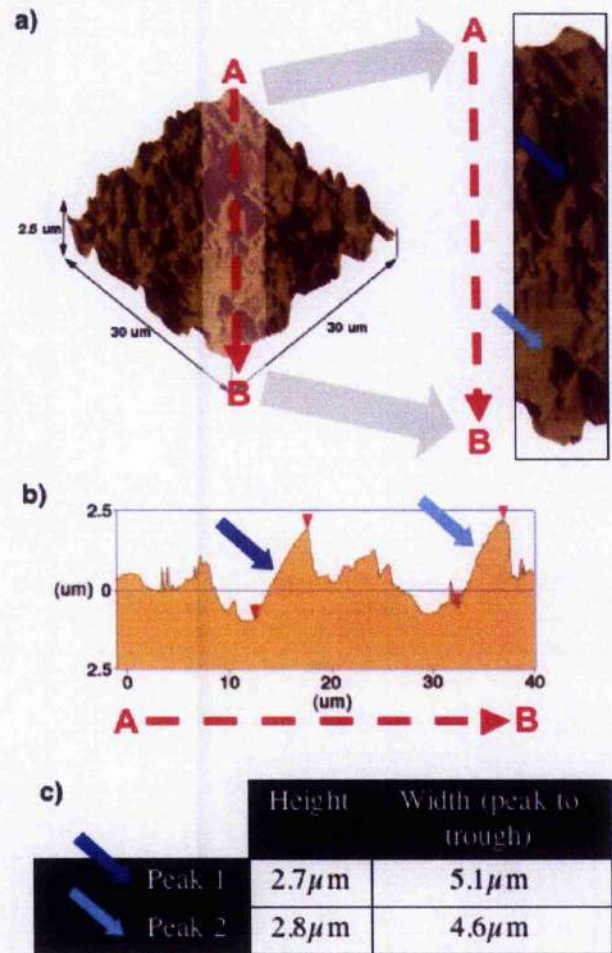 a)
A
A
2.5 um
30 um
30 um
B
B
b)
2.5
(um) 0
2.5
0 10 20 30 40
(um)
A B
c)
Height Width (peak to
trough)
Peak 1 2.7μm 5.1μm
Peak 2 2.8μm 4.6μm